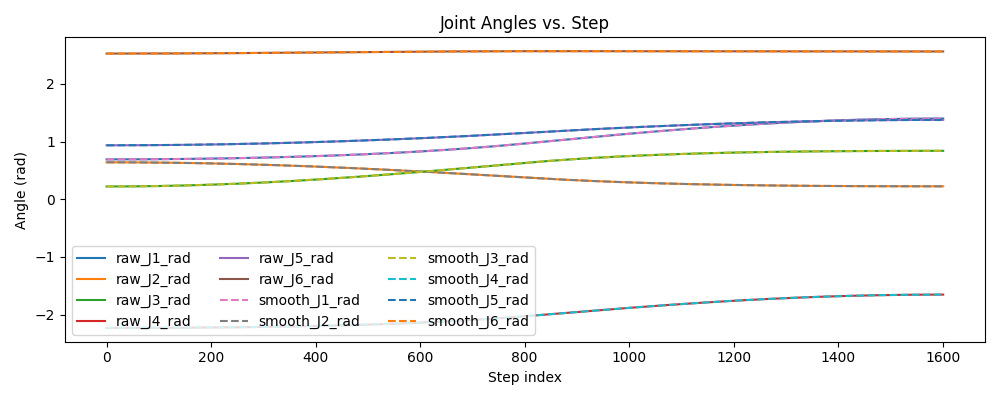 Joint Angles vs. Step
Angle (rad)
2
1
0
−1
−2
raw_J1_rad
raw_J2_rad
raw_J3_rad
raw_J4_rad
raw_J5_rad
raw_J6_rad
smooth_J1_rad
smooth_J2_rad
smooth_J3_rad
smooth_J4_rad
smooth_J5_rad
smooth_J6_rad
0 200 400 600 800 1000 1200 1400 1600
Step index